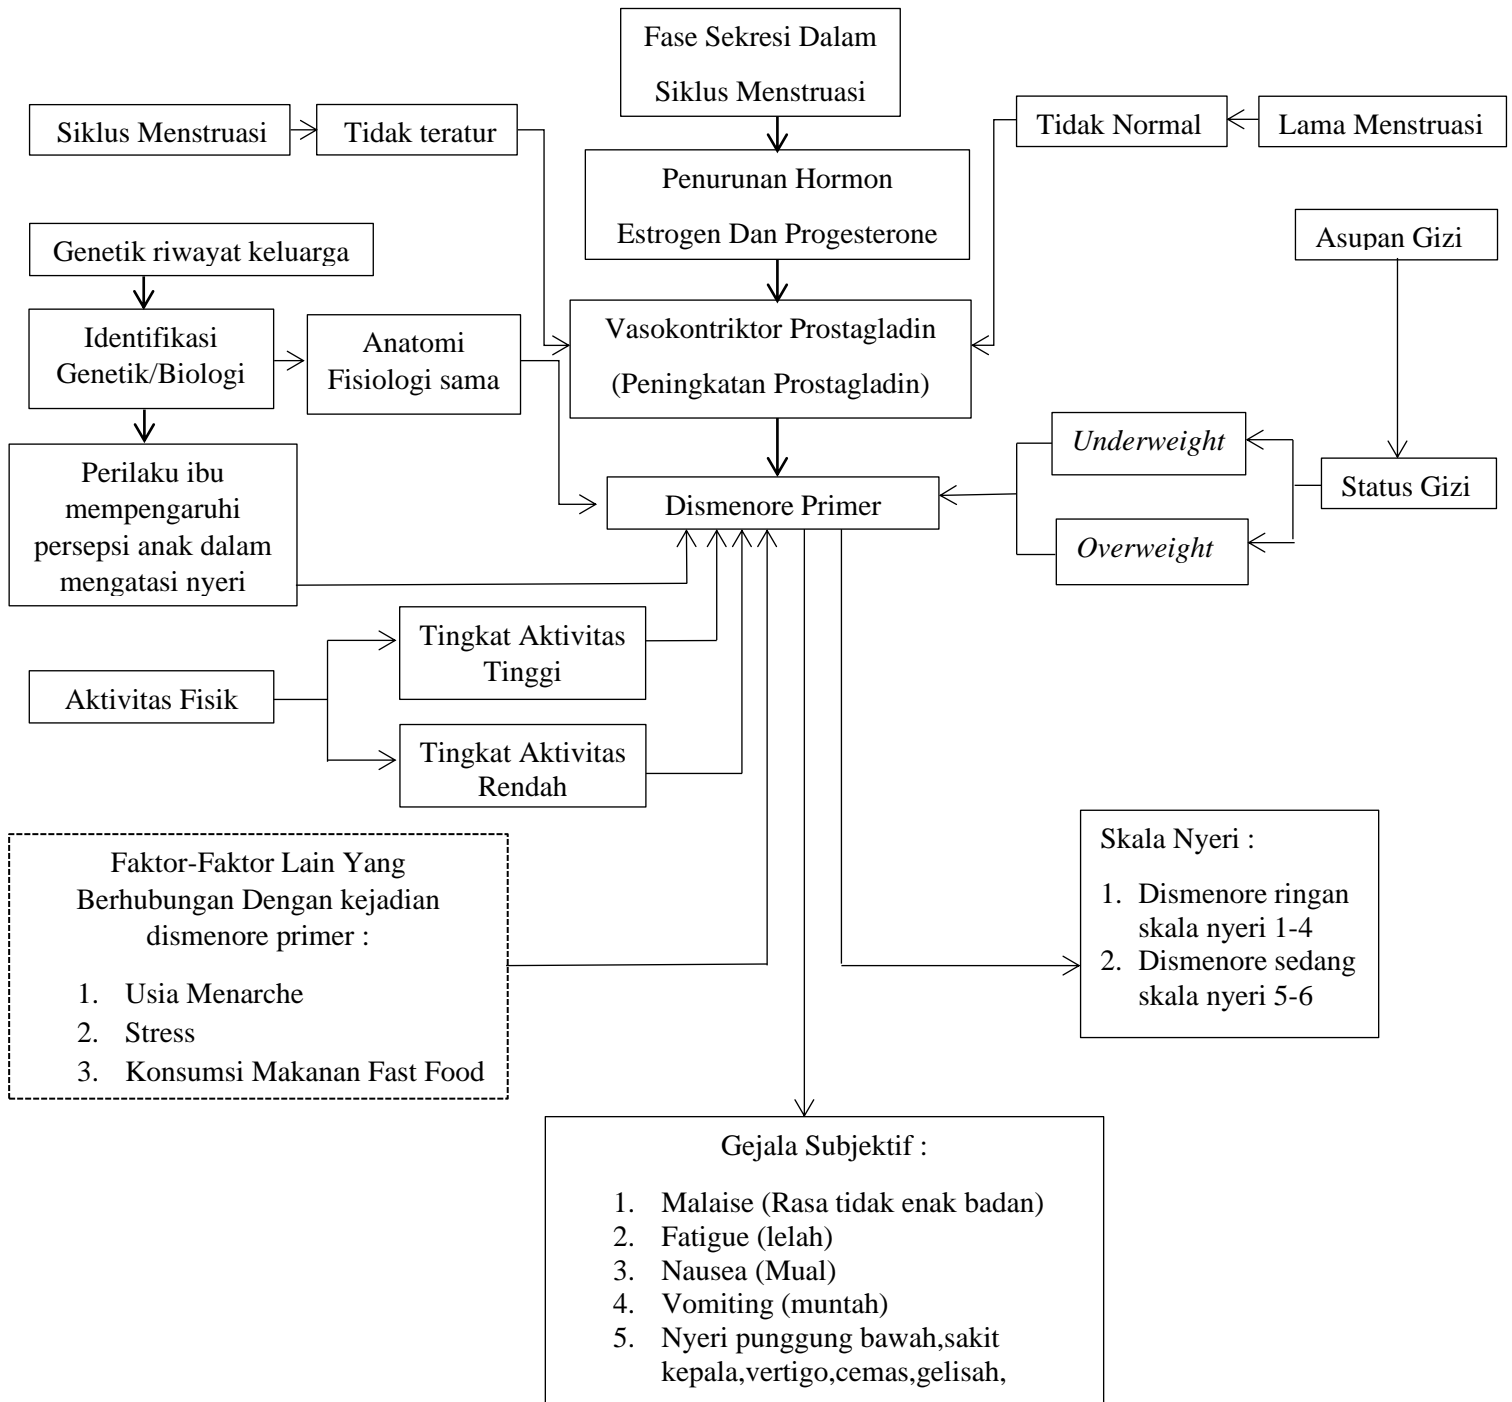 Fase Sekresi Dalam
Siklus Menstruasi
Siklus Menstruasi
Tidak teratur
Tidak Normal
Lama Menstruasi
Penurunan Hormon
Estrogen Dan Progesterone
Genetik riwayat keluarga
Asupan Gizi
Identifikasi
Genetik/Biologi
Anatomi
Fisiologi sama
Vasokontriktor Prostagladin
(Peningkatan Prostagladin)
Underweight
Perilaku ibu
mempengaruhi
persepsi anak dalam
mengatasi nyeri
Dismenore Primer
Status Gizi
Overweight
Tingkat Aktivitas
Tinggi
Aktivitas Fisik
Tingkat Aktivitas
Rendah
Faktor-Faktor Lain Yang
Berhubungan Dengan kejadian
dismenore primer :
1. Usia Menarche
2. Stress
3. Konsumsi Makanan Fast Food
Skala Nyeri :
1. Dismenore ringan
skala nyeri 1-4
2. Dismenore sedang
skala nyeri 5-6
Gejala Subjektif :
1. Malaise (Rasa tidak enak badan)
2. Fatigue (lelah)
3. Nausea (Mual)
4. Vomiting (muntah)
5. Nyeri punggung bawah,sakit
kepala,vertigo,cemas,gelisah,